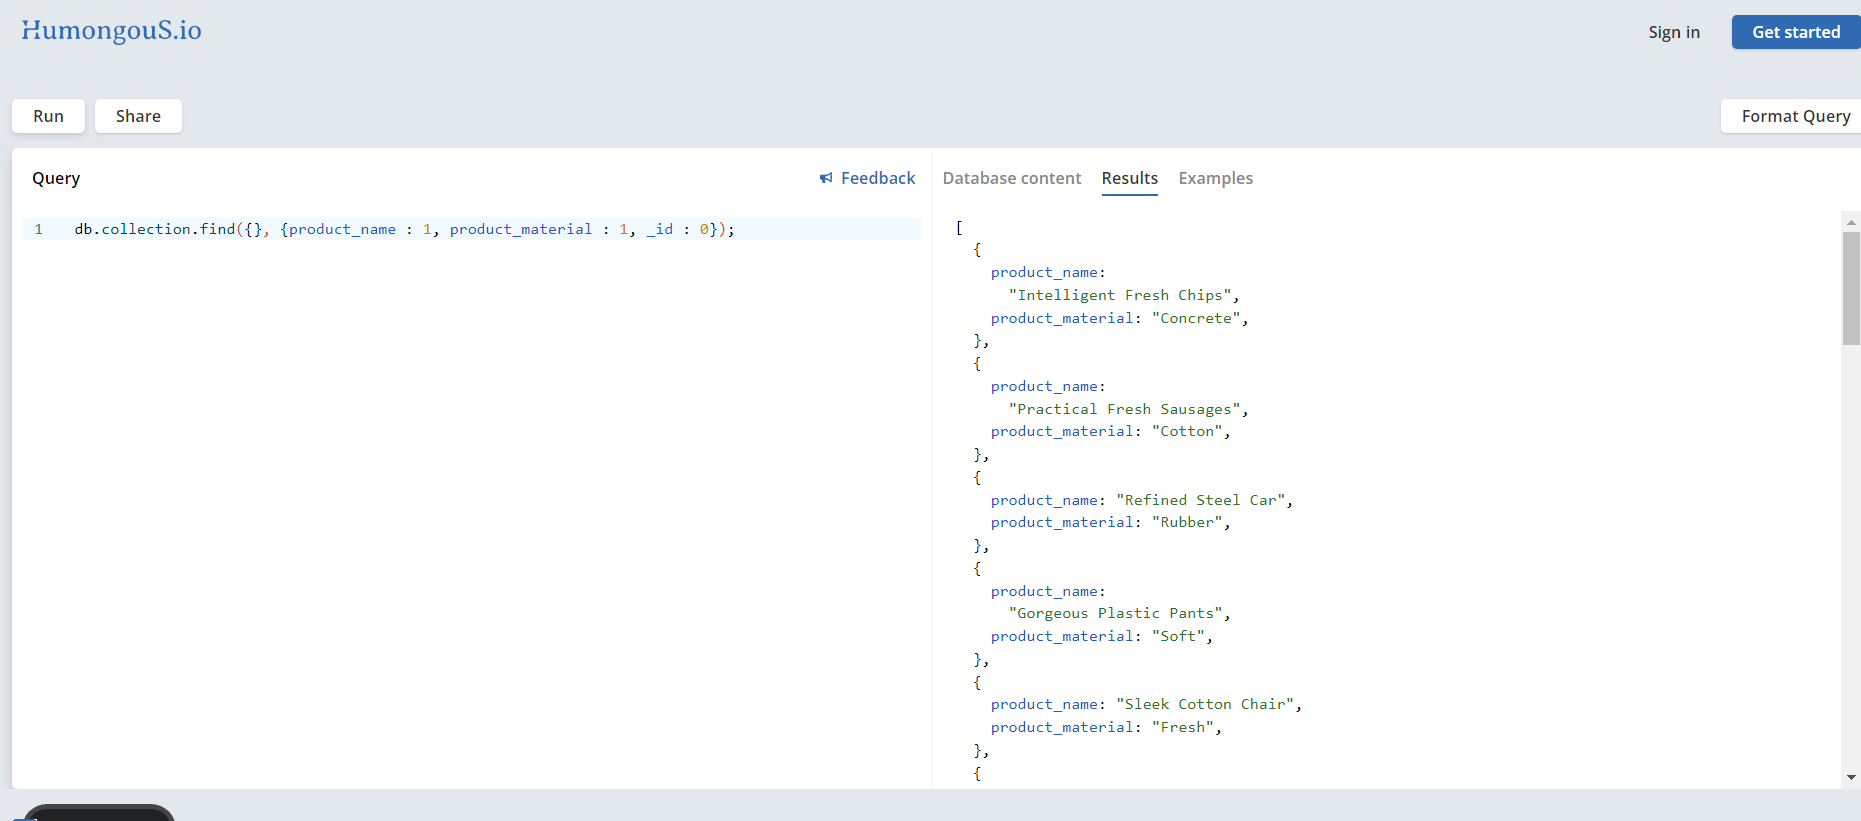 HumongouS.io
Sign in
Get started
Run
Share
Format Query
Query
Feedback
1 db.collection.find({}, {product_name : 1, product_material : 1, _id : 0});
Database content
Results
Examples
[
{
product_name:
"Intelligent Fresh Chips",
product_material: "Concrete",
},
{
product_name:
"Practical Fresh Sausages",
product_material: "Cotton",
},
{
product_name: "Refined Steel Car",
product_material: "Rubber",
},
{
product_name:
"Gorgeous Plastic Pants",
product_material: "Soft",
},
{
product_name: "Sleek Cotton Chair",
product_material: "Fresh",
},
{